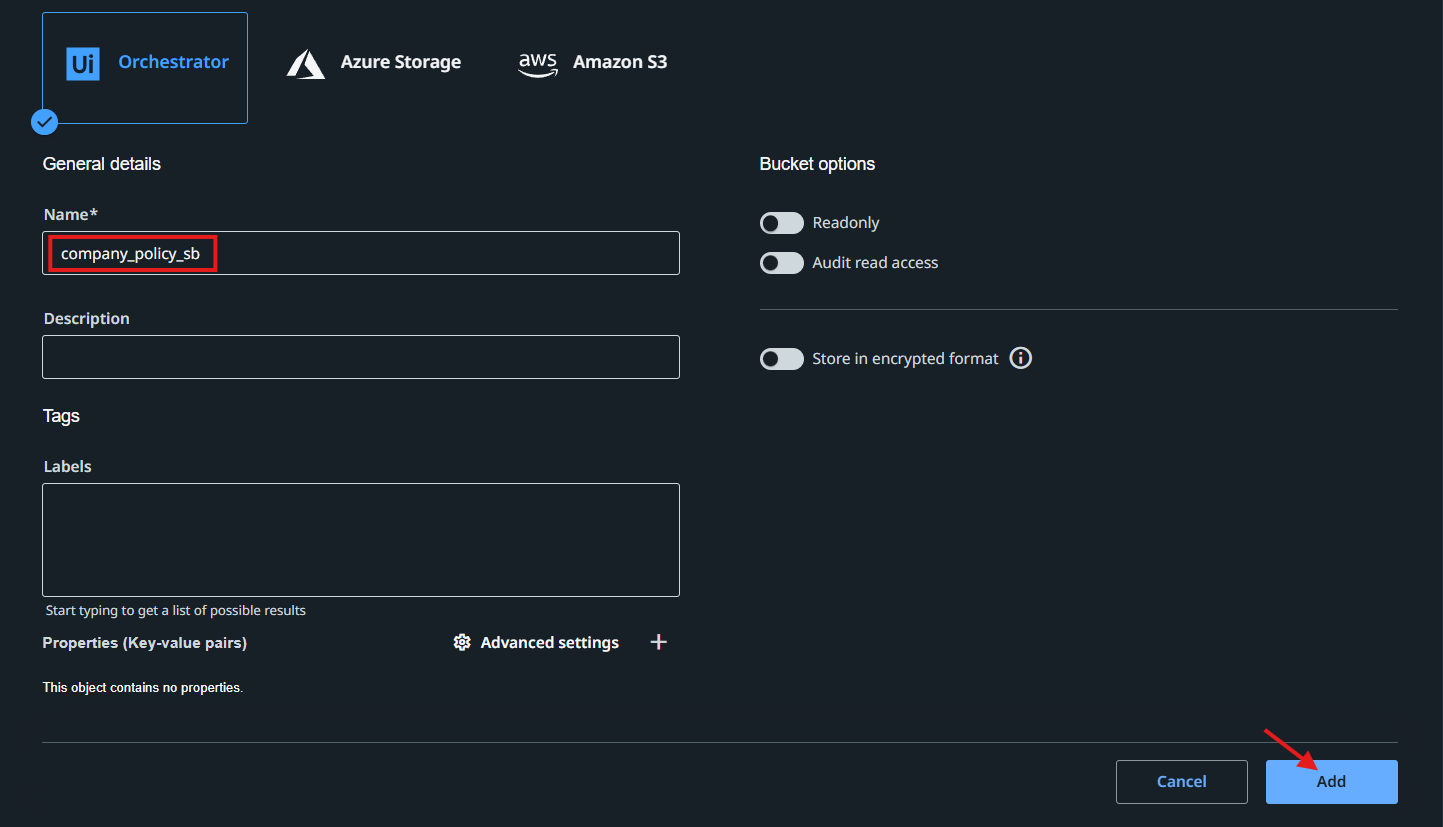 Ui Orchestrator
Azure Storage
aws Amazon S3
General details
Name*
company_policy_sb
Description
Tags
Labels
Start typing to get a list of possible results
Properties (Key-value pairs)
Advanced settings
This object contains no properties.
Bucket options
Readonly
Audit read access
Store in encrypted format
Cancel
Add